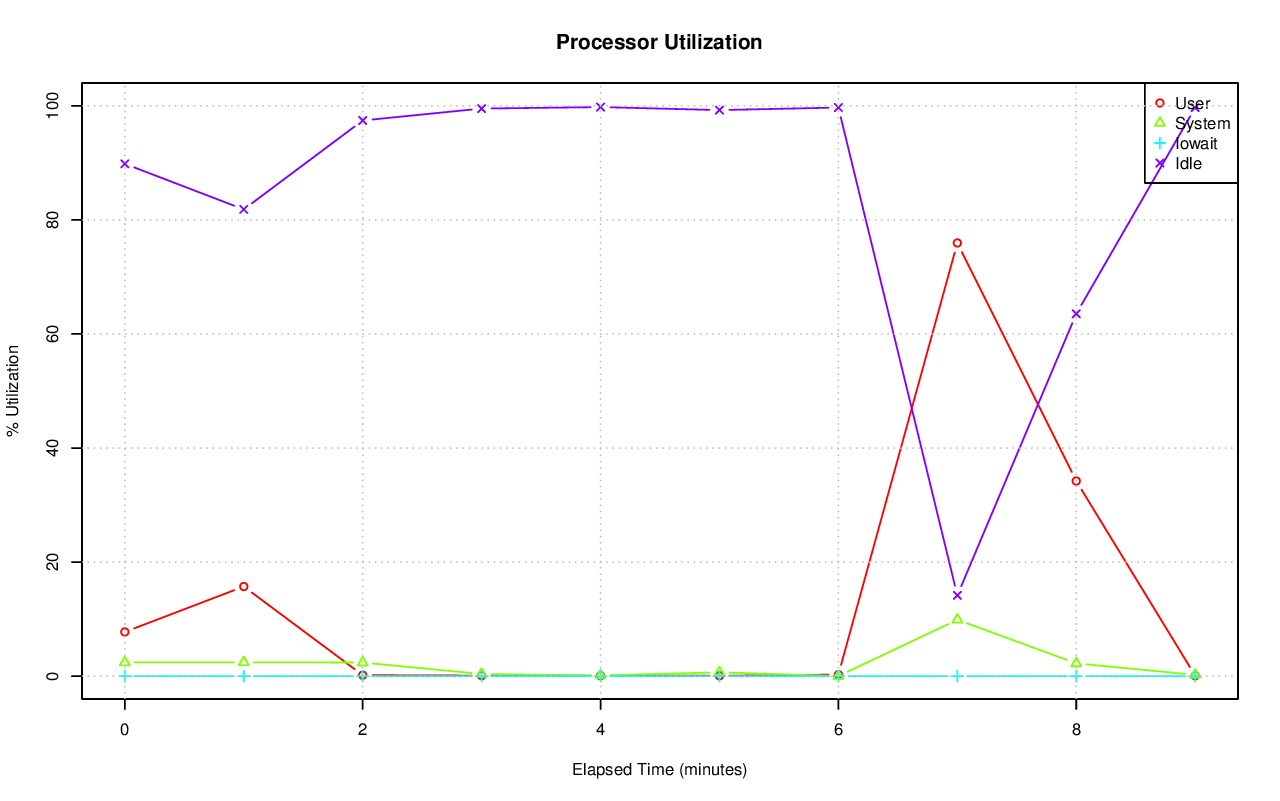 Processor Utilization
% Utilization
100
80
60
40
20
0
User
System
Iowait
Idle
0 2 4 6 8
Elapsed Time (minutes)